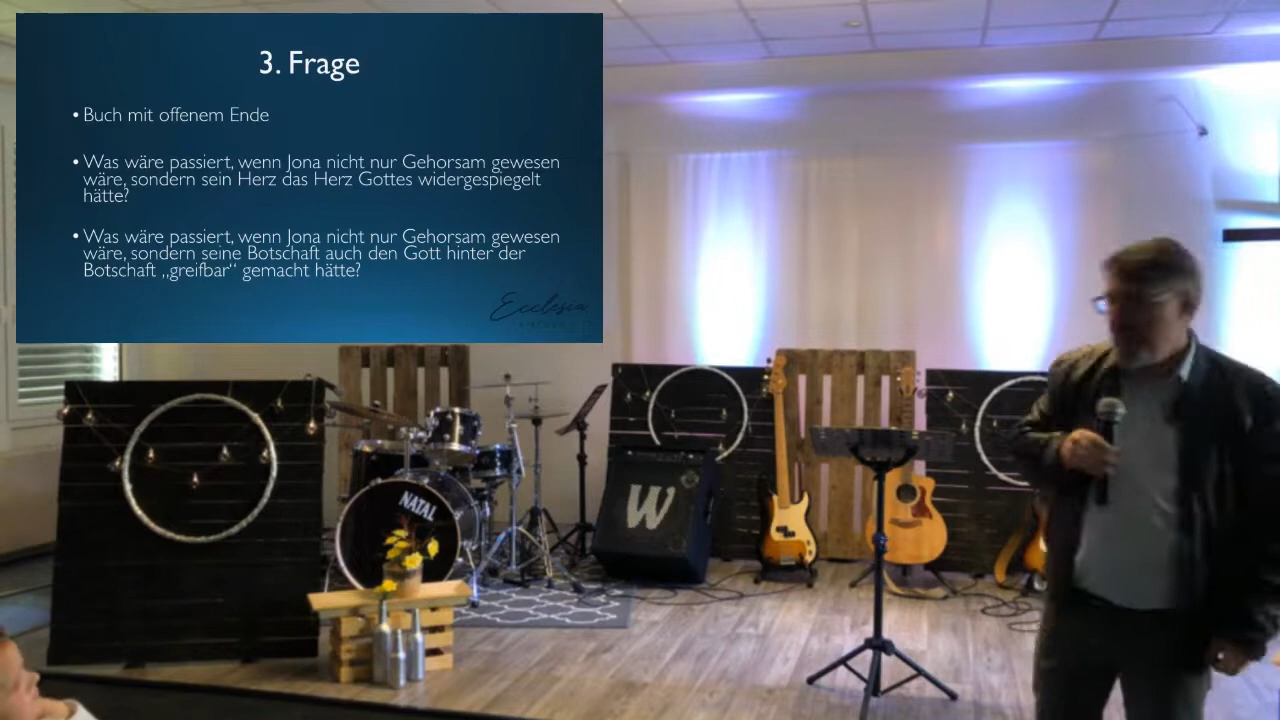 3. Frage
• Buch mit offenem Ende
• Was wäre passiert, wenn Jona nicht nur Gehorsam gewesen
wäre, sondern sein Herz das Herz Gottes widergespiegelt
hätte?
• Was wäre passiert, wenn Jona nicht nur Gehorsam gewesen
wäre, sondern seine Botschaft auch den Gott hinter der
Botschaft „greifbar“ gemacht hätte?
Ecclesia
NATAL
W